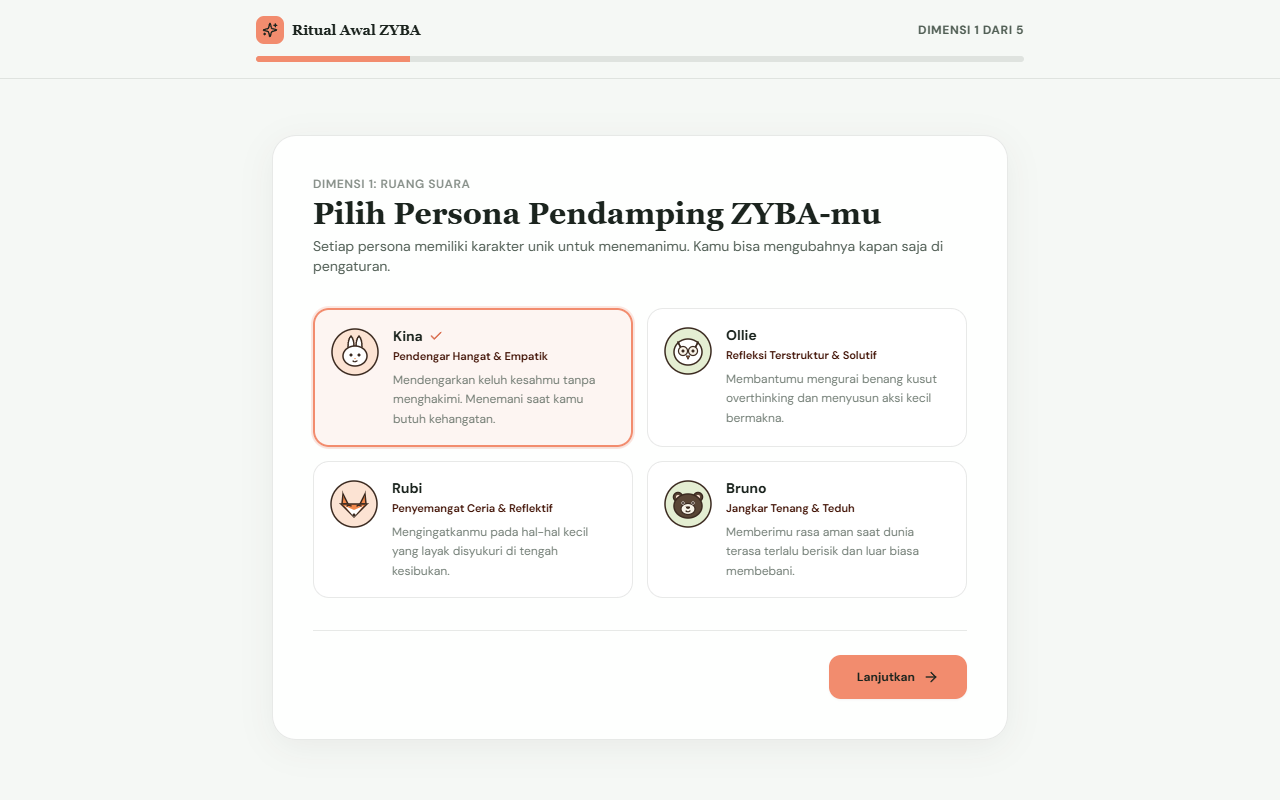 Ritual Awal ZYBA
DIMENSI 1 DARI 5
DIMENSI 1: RUANG SUARA
Pilih Persona Pendamping ZYBA-mu
Setiap persona memiliki karakter unik untuk menemanimu. Kamu bisa mengubahnya kapan saja di
pengaturan.
Kina
Pendengar Hangat & Empatik
Mendengarkan keluh kesahmu tanpa
menghakimi. Menemani saat kamu
butuh kehangatan.
Ollie
Refleksi Terstruktur & Solutif
Membantumu mengurai benang kusut
overthinking dan menyusun aksi kecil
bermakna.
Rubi
Penyemangat Ceria & Reflektif
Mengingatkanmu pada hal-hal kecil
yang layak disyukuri di tengah
kesibukan.
Bruno
Jangkar Tenang & Teduh
Memberimu rasa aman saat dunia
terasa terlalu berisik dan luar biasa
membebani.
Lanjutkan